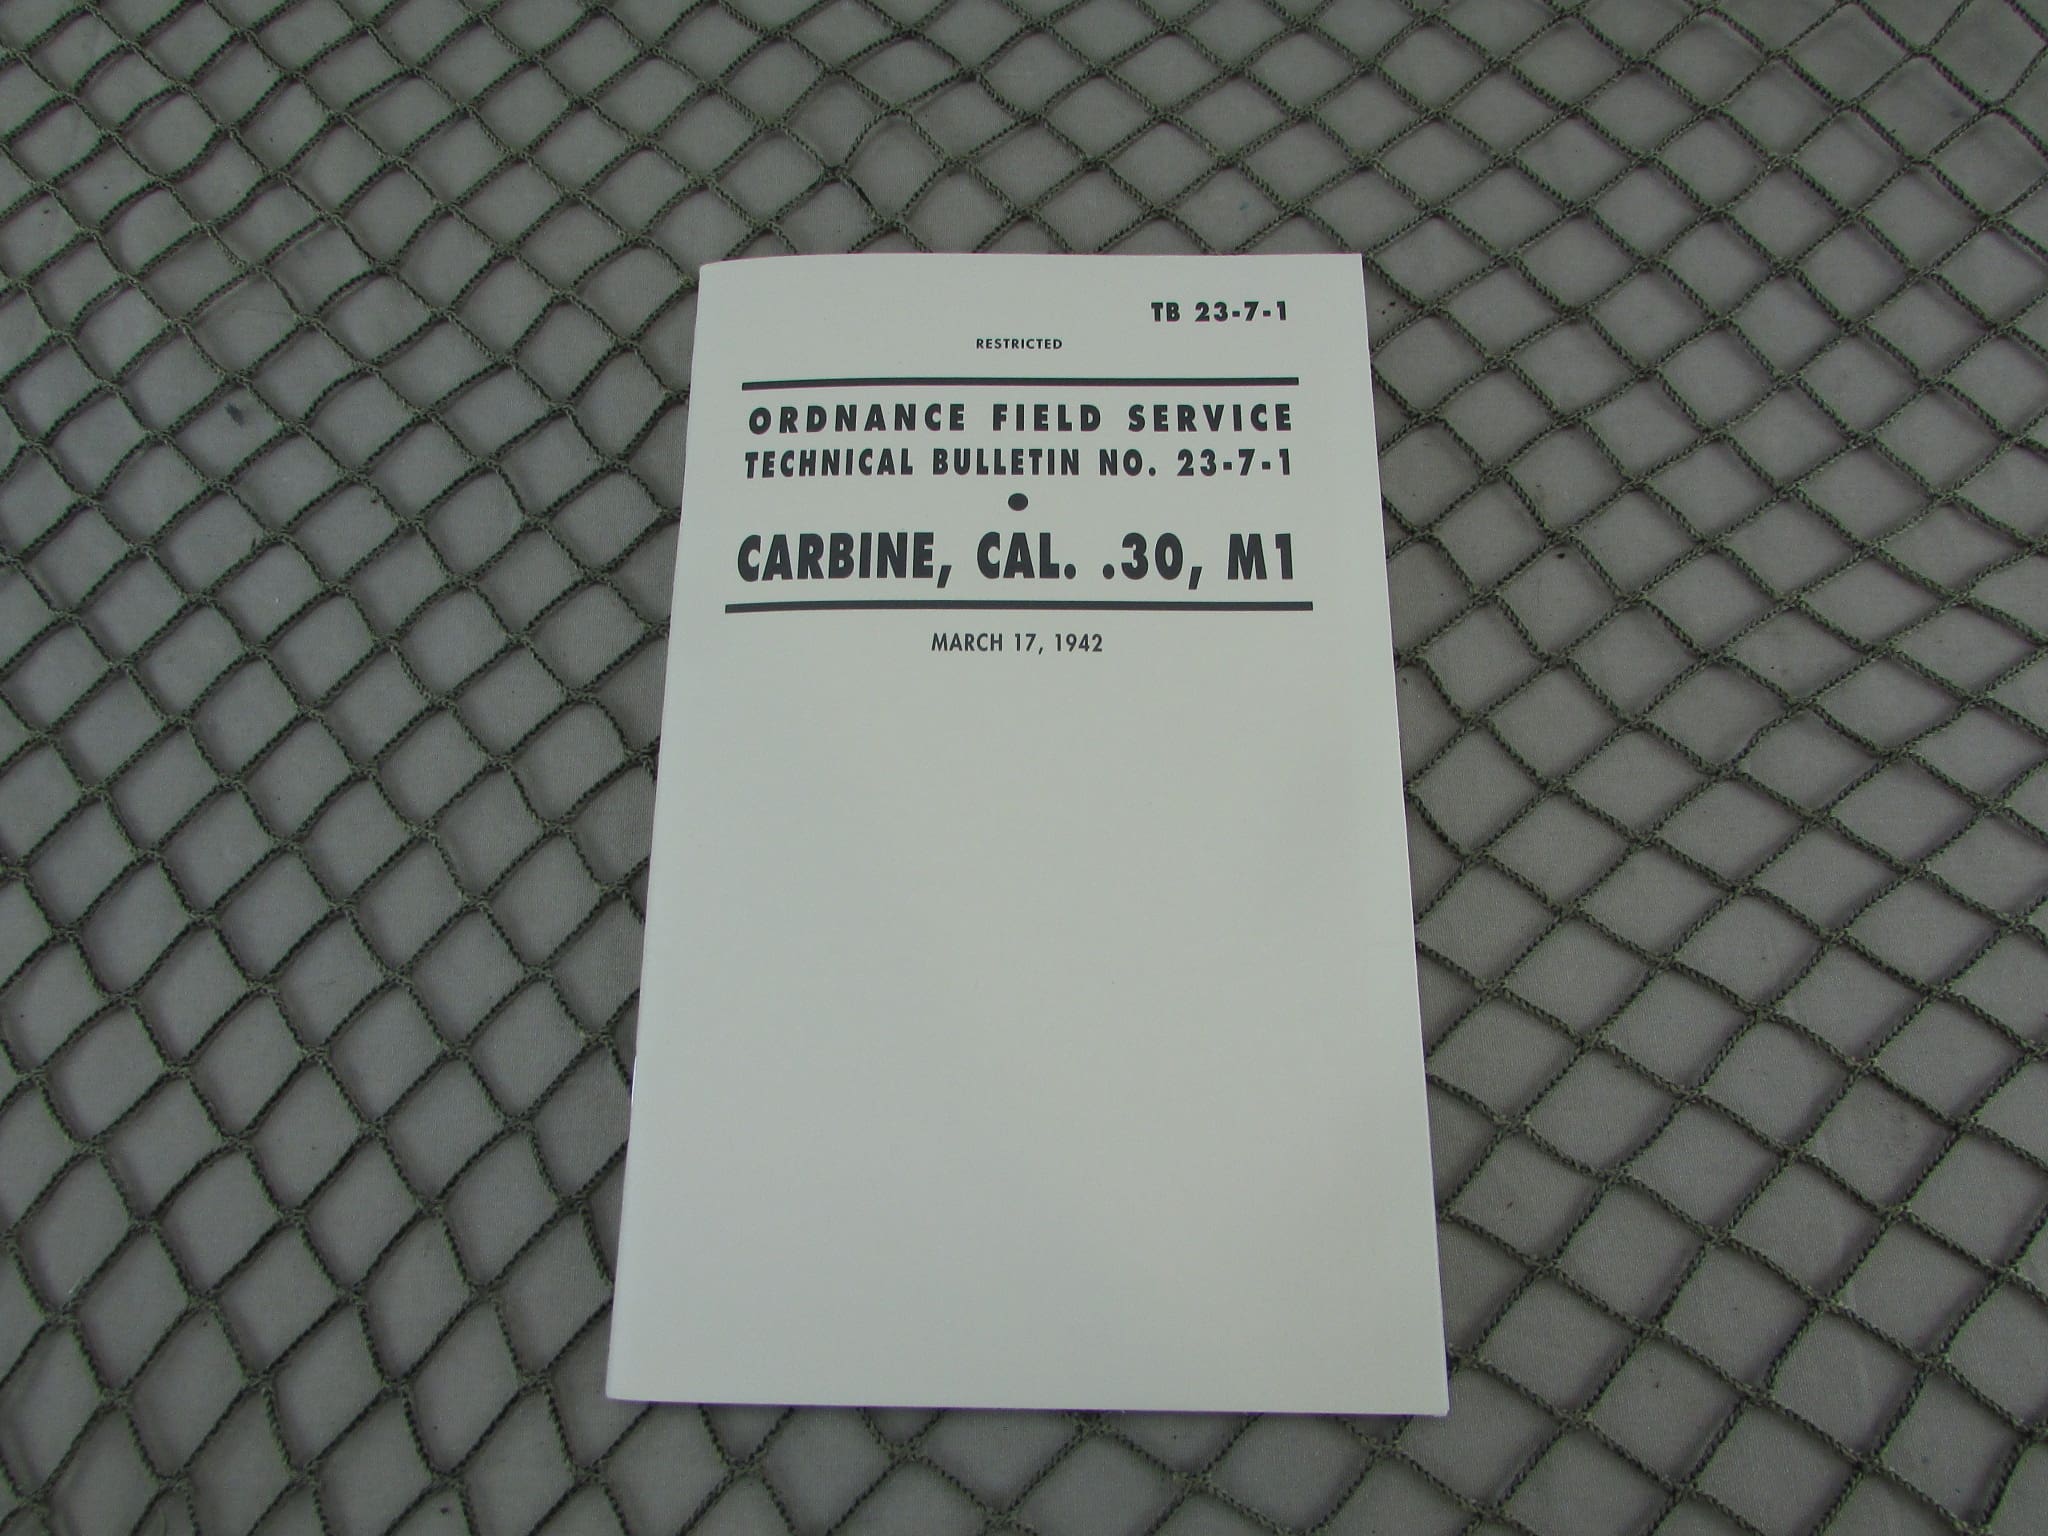 TB 23-7-1
RESTRICTED
ORDNANCE FIELD SERVICE
TECHNICAL BULLETIN NO. 23-7-1
CARBINE, CAL. .30, M1
MARCH 17, 1942